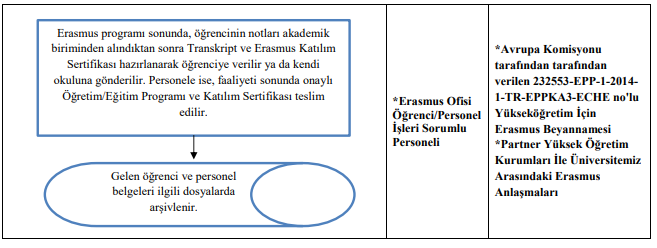 Erasmus programı sonunda, öğrencinin notları akademik
biriminden alındıktan sonra Transkript ve Erasmus Katılım
Sertifikası hazırlanarak öğrenciye verilir ya da kendi
okuluna gönderilir. Personele ise, faaliyeti sonunda onaylı
Öğretim/Eğitim Programı ve Katılım Sertifikası teslim
edilir.
Gelen öğrenci ve personel
belgeleri ilgili dosyalarda
arşivlenir.
*Erasmus Ofisi
Öğrenci/Personel
İşleri Sorumlu
Personeli
*Avrupa Komisyonu
tarafından tarafından
verilen 232553-EPP-1-2014-
1-TR-EPPKA3-ECHE no'lu
Yükseköğretim İçin
Erasmus Beyannamesi
*Partner Yüksek Öğretim
Kurumları İle Üniversitemiz
Arasındaki Erasmus
Anlaşmaları